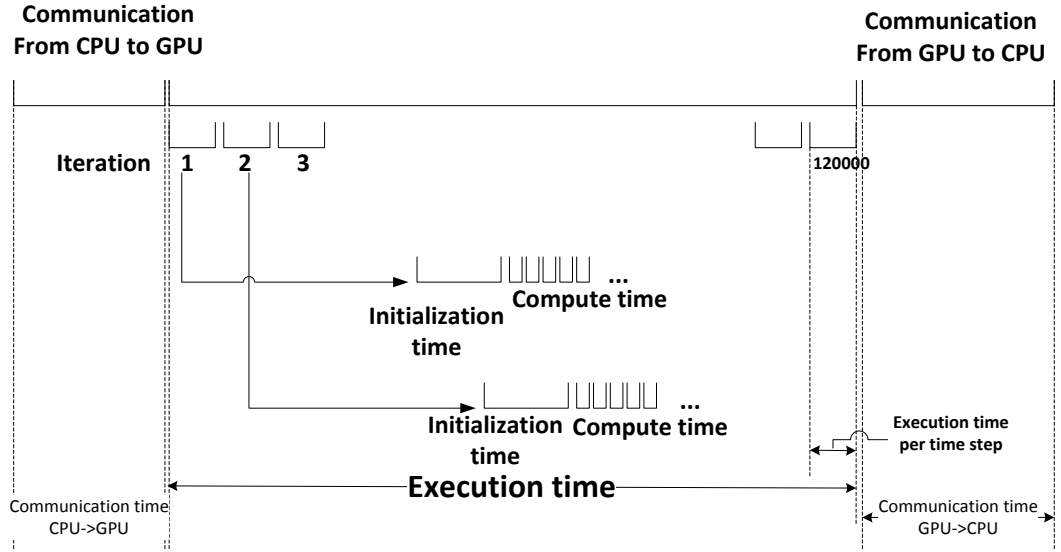 Communication
From CPU to GPU
Communication
From GPU to CPU
Iteration
1
2
3
120000
...
Compute time
Initialization
time
...
Initialization
time
Compute time
Execution time
per time step
Execution time
Communication time
CPU->GPU
Communication time
GPU->CPU